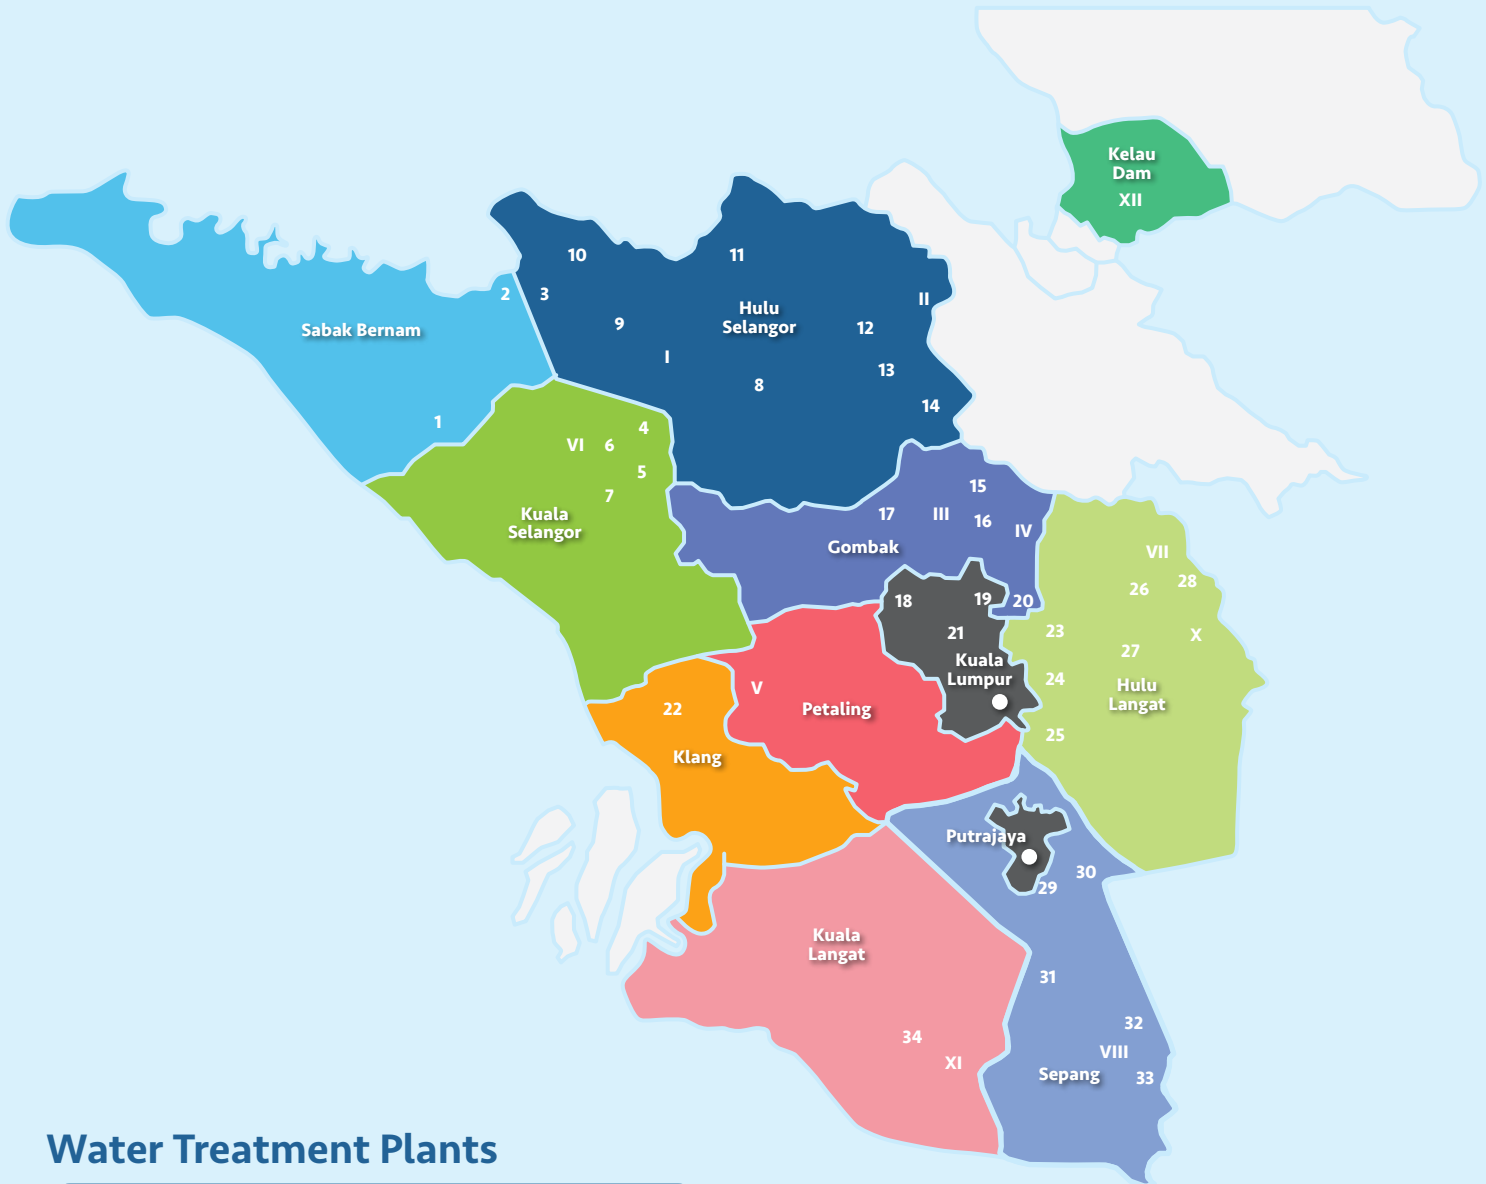 Kelau
Dam
XII
10
11
2
3
II
Hulu
Selangor
9
12
Sabak Bernam
I
13
8
14
1
4
VI
6
5
7
15
Kuala
Selangor
17
III
16
IV
Gombak
VII
28
26
18
19
20
23
21
X
27
Kuala
Lumpur
24
Hulu
Langat
V
22
Petaling
25
Klang
Putrajaya
30
29
Kuala
Langat
31
32
34
VIII
XI
Sepang
33
Water Treatment Plants